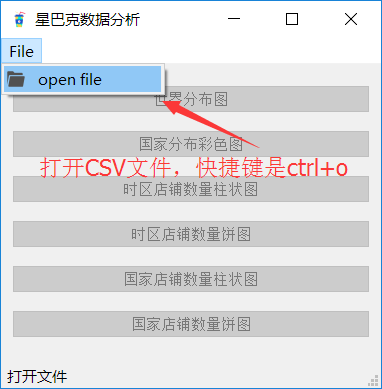 星巴克数据分析
File
open file
世界分布图
国家分布彩色图
打开CSV文件，快捷键是ctrl+o
时区店铺数量柱状图
时区店铺数量饼图
国家店铺数量柱状图
国家店铺数量饼图
打开文件